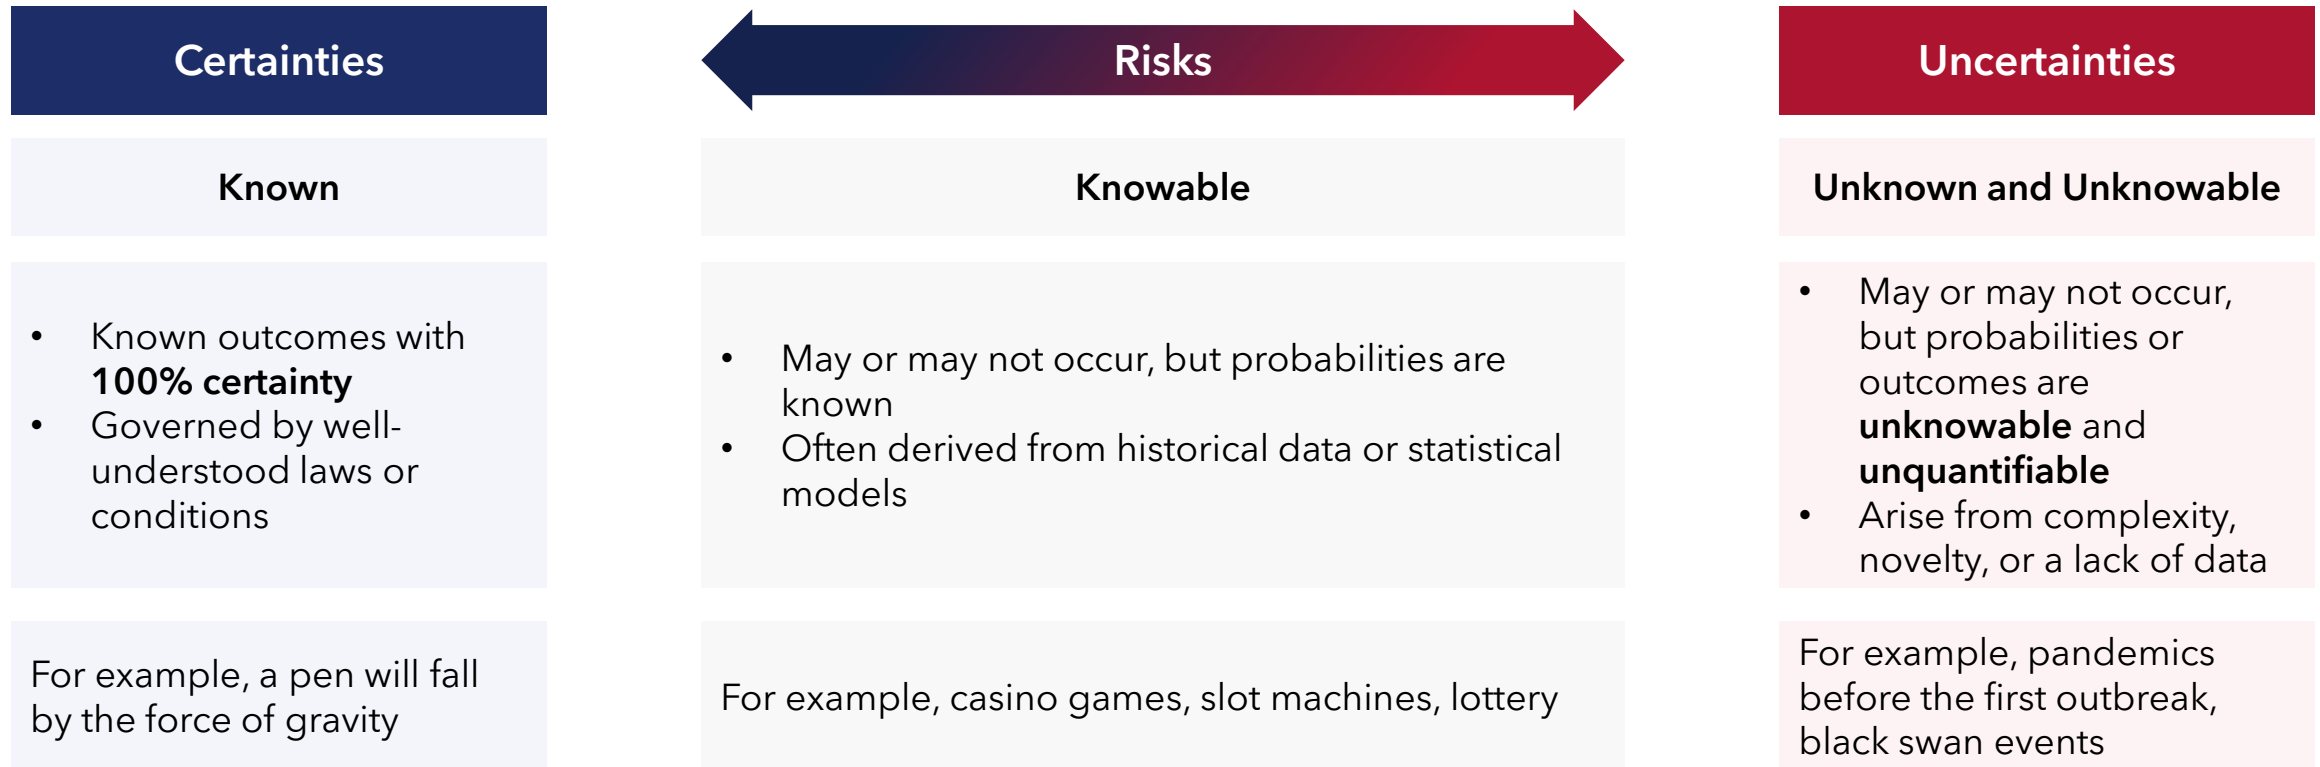 Certainties
Risks
Uncertainties
Known
Knowable
Unknown and Unknowable
• Known outcomes with
100% certainty
• Governed by well-
understood laws or
conditions
• May or may not occur, but probabilities are
known
• Often derived from historical data or statistical
models
• May or may not occur,
but probabilities or
outcomes are
unknowable and
unquantifiable
• Arise from complexity,
novelty, or a lack of data
For example, a pen will fall
by the force of gravity
For example, casino games, slot machines, lottery
For example, pandemics
before the first outbreak,
black swan events